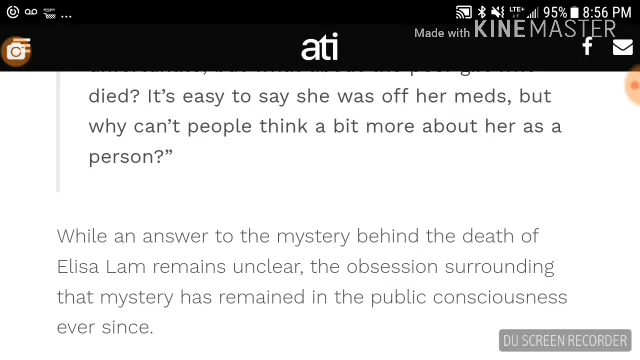 LTE+ 95% 8:56 PM
Made with KINEMASTER
ati
died? It’s easy to say she was off her meds, but
why can’t people think a bit more about her as a
person?”
While an answer to the mystery behind the death of
Elisa Lam remains unclear, the obsession surrounding
that mystery has remained in the public consciousness
ever since.
DU SCREEN RECORDER